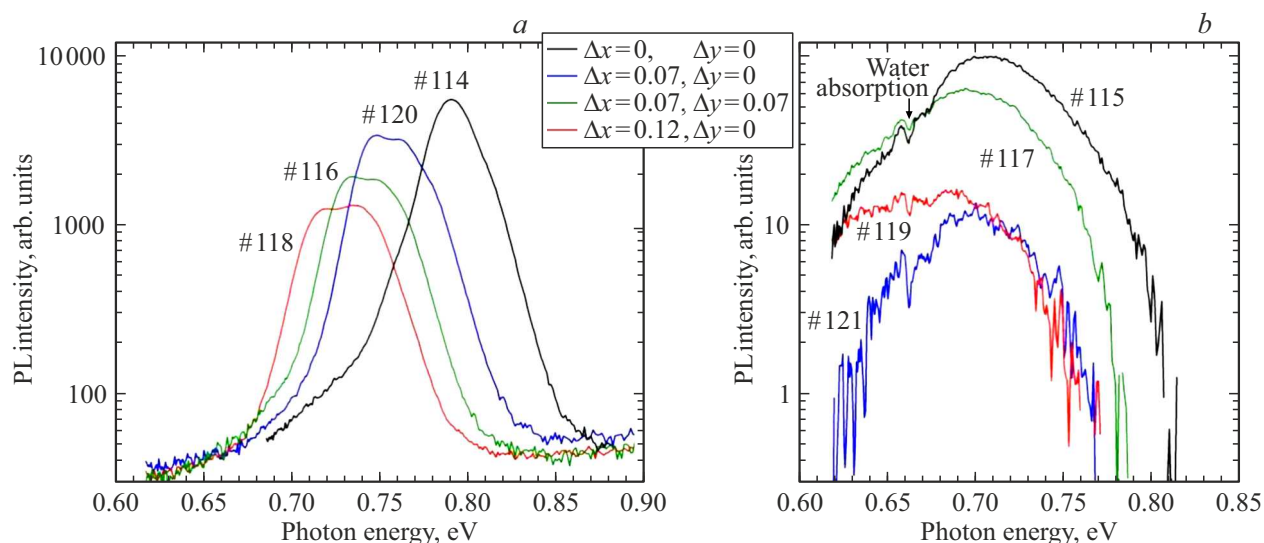 a
b
Δx=0, Δy=0
Δx=0.07, Δy=0
Δx=0.07, Δy=0.07
Δx=0.12, Δy=0
PL intensity, arb. units
10000
1000
100
#114
#120
#116
#118
0.60 0.65 0.70 0.75 0.80 0.85 0.90
Photon energy, eV
PL intensity, arb. units
10
1
Water
absorption
#115
#117
#119
#121
0.60 0.65 0.70 0.75 0.80 0.85
Photon energy, eV